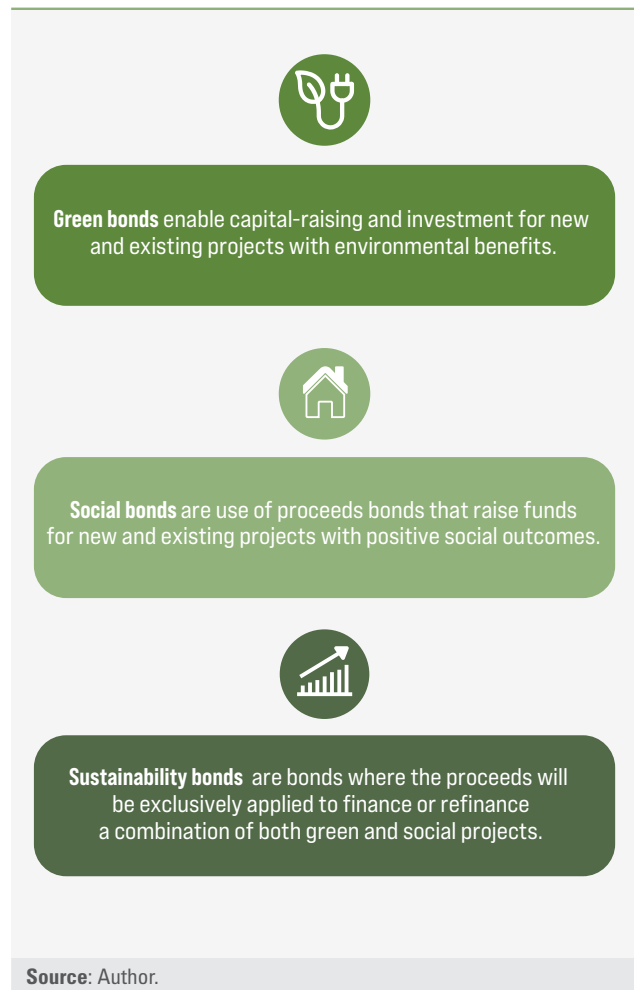 Green bonds enable capital-raising and investment for new
and existing projects with environmental benefits.
Social bonds are use of proceeds bonds that raise funds
for new and existing projects with positive social outcomes.
Sustainability bonds are bonds where the proceeds will
be exclusively applied to finance or refinance
a combination of both green and social projects.
Source: Author.